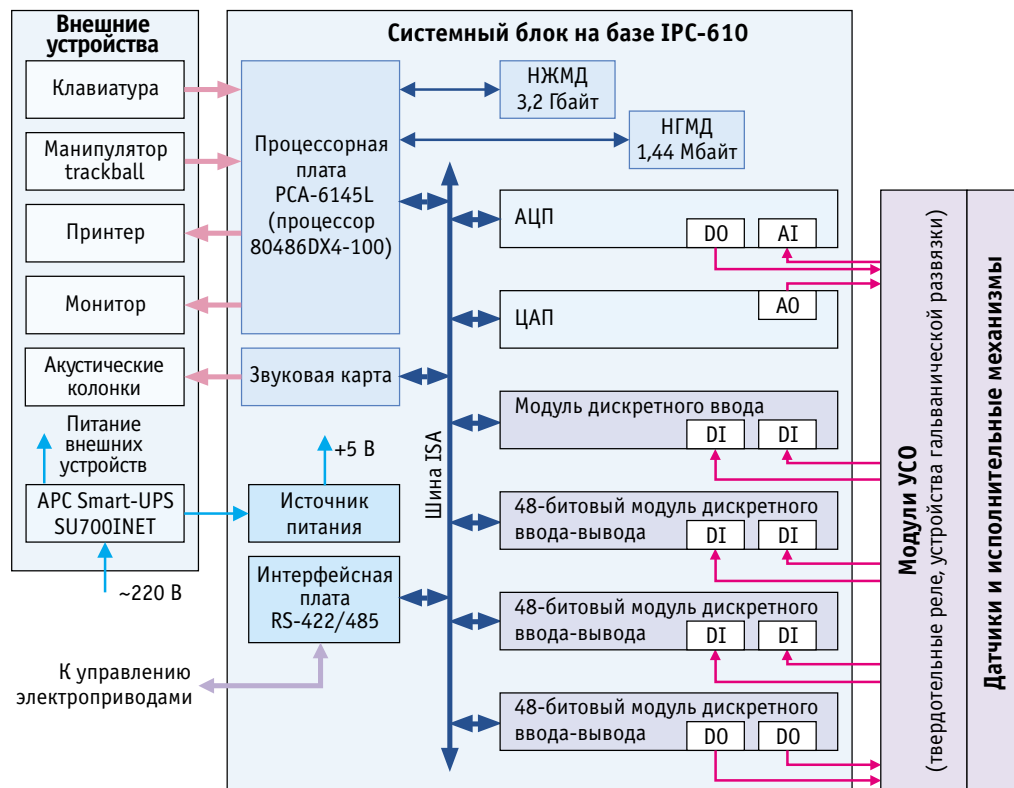 Внешние
устройства
Клавиатура
Манипулятор
trackball
Принтер
Монитор
Акустические
колонки
Питание
внешних
устройств
APC Smart-UPS
SU700INET
~220 В
К управлению
электроприводами
Системный блок на базе IPC-610
Процессорная
плата
PCA-6145L
(процессор
80486DX4-100)
НЖМД
3,2 Гбайт
НГМД
1,44 Мбайт
Звуковая карта
+5 В
Источник
питания
Интерфейсная
плата
RS-422/485
Шина ISA
АЦП
DO
AI
ЦАП
AO
Модуль дискретного ввода
DI
DI
48-битовый модуль дискретного
ввода-вывода
DI
DI
48-битовый модуль дискретного
ввода-вывода
DI
DI
48-битовый модуль дискретного
ввода-вывода
DO
DO
Модули УСО
(твердотельные реле, устройства гальванической развязки)
Датчики и исполнительные механизмы